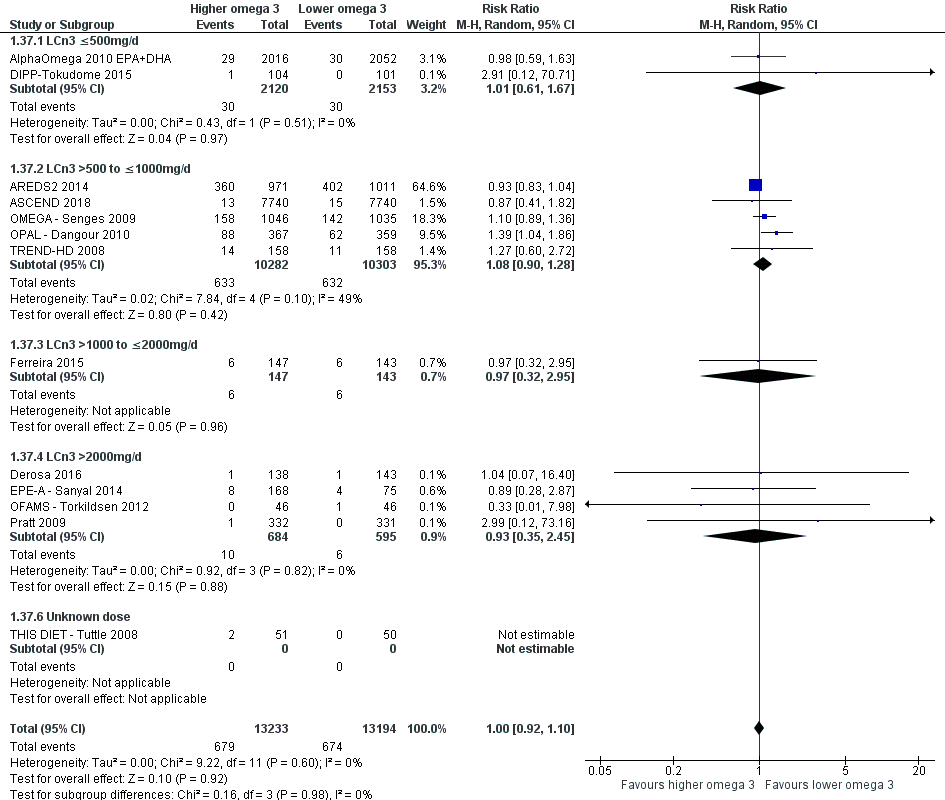 Higher omega 3 Lower omega 3 Risk Ratio Risk Ratio
Study or Subgroup Events Total Events Total Weight M-H, Random, 95% CI M-H, Random, 95% CI
1.37.1 LCn3 ≤500mg/d
AlphaOmega 2010 EPA+DHA 29 2016 30 2052 3.1% 0.98 [0.59, 1.63]
DIPP-Tokudome 2015 1 104 0 101 0.1% 2.91 [0.12, 70.71]
Subtotal (95% CI) 2120 2153 3.2% 1.01 [0.61, 1.67]
Total events 30 30
Heterogeneity: Tau² = 0.00; Chi² = 0.43, df = 1 (P = 0.51); I² = 0%
Test for overall effect: Z = 0.04 (P = 0.97)
1.37.2 LCn3 >500 to ≤1000mg/d
AREDS2 2014 360 971 402 1011 64.6% 0.93 [0.83, 1.04]
ASCEND 2018 13 7740 15 7740 1.5% 0.87 [0.41, 1.82]
OMEGA - Senges 2009 158 1046 142 1035 18.3% 1.10 [0.89, 1.36]
OPAL - Dangour 2010 88 367 62 359 9.5% 1.39 [1.04, 1.86]
TREND-HD 2008 14 158 11 158 1.4% 1.27 [0.60, 2.72]
Subtotal (95% CI) 10282 10303 95.3% 1.08 [0.90, 1.28]
Total events 633 632
Heterogeneity: Tau² = 0.02; Chi² = 7.84, df = 4 (P = 0.10); I² = 49%
Test for overall effect: Z = 0.80 (P = 0.42)
1.37.3 LCn3 >1000 to ≤2000mg/d
Ferreira 2015 6 147 6 143 0.7% 0.97 [0.32, 2.95]
Subtotal (95% CI) 147 143 0.7% 0.97 [0.32, 2.95]
Total events 6 6
Heterogeneity: Not applicable
Test for overall effect: Z = 0.05 (P = 0.96)
1.37.4 LCn3 >2000mg/d
Derosa 2016 1 138 1 143 0.1% 1.04 [0.07, 16.40]
EPE-A - Sanyal 2014 8 168 4 75 0.6% 0.89 [0.28, 2.87]
OFAMS - Torkildsen 2012 0 46 1 46 0.1% 0.33 [0.01, 7.98]
Pratt 2009 1 332 0 331 0.1% 2.99 [0.12, 73.16]
Subtotal (95% CI) 684 595 0.9% 0.93 [0.35, 2.45]
Total events 10 6
Heterogeneity: Tau² = 0.00; Chi² = 0.92, df = 3 (P = 0.82); I² = 0%
Test for overall effect: Z = 0.15 (P = 0.88)
1.37.6 Unknown dose
THIS DIET - Tuttle 2008 2 51 0 50 Not estimable
Subtotal (95% CI) 0 0 Not estimable
Total events 0 0
Heterogeneity: Not applicable
Test for overall effect: Not applicable
Total (95% CI) 13233 13194 100.0% 1.00 [0.92, 1.10]
Total events 679 674
Heterogeneity: Tau² = 0.00; Chi² = 9.22, df = 11 (P = 0.60); I² = 0%
Test for overall effect: Z = 0.10 (P = 0.92)
Test for subgroup differences: Chi² = 0.16, df = 3 (P = 0.98), I² = 0%
0.05 0.2 1 5 20
Favours higher omega 3 Favours lower omega 3